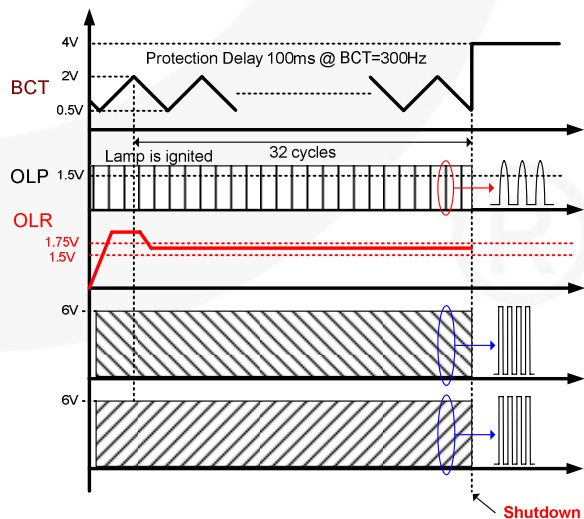 4V
Protection Delay 100ms @ BCT=300Hz
BCT
2V
0.5V
Lamp is ignited
32 cycles
OLP
1.5V
OLR
1.75V
1.5V
6V
6V
Shutdown
R